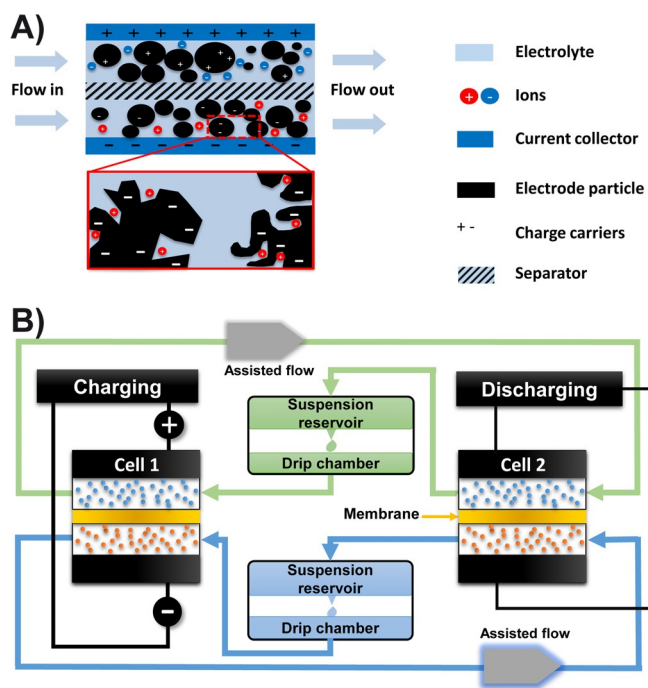 A)
+ + + + + + + +
Flow in
Flow out
- - - - - - - -
Electrolyte
+ - Ions
Current collector
Electrode particle
+ - Charge carriers
Separator
B)
Assisted flow
Charging
Discharging
Suspension
reservoir
Drip chamber
+
Cell 1
Cell 2
Membrane
Suspension
reservoir
Drip chamber
-
Assisted flow